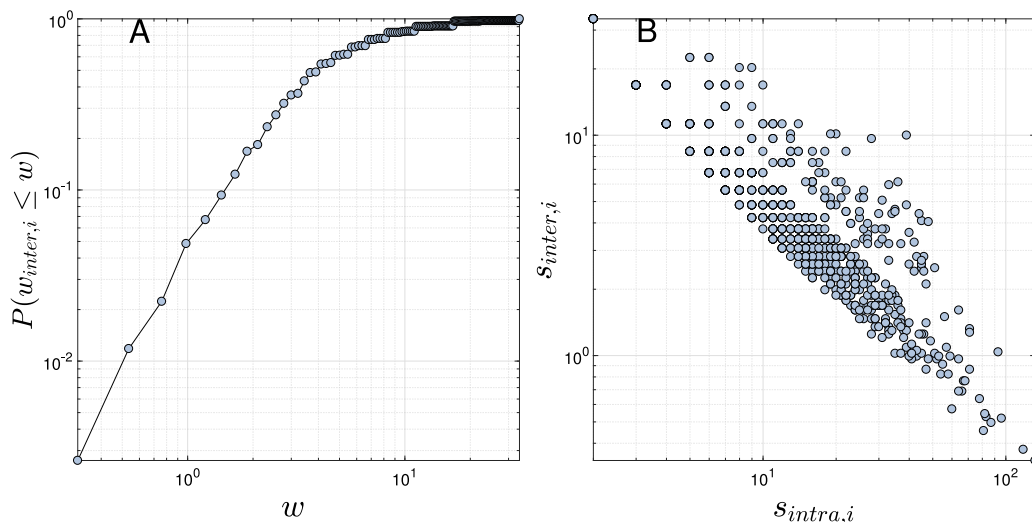 A
B
P(w_{inter,i} ≤ w)
10^0
10^{-1}
10^{-2}
10^0
10^1
w
s_{inter,i}
10^1
10^0
10^1
10^2
s_{intra,i}